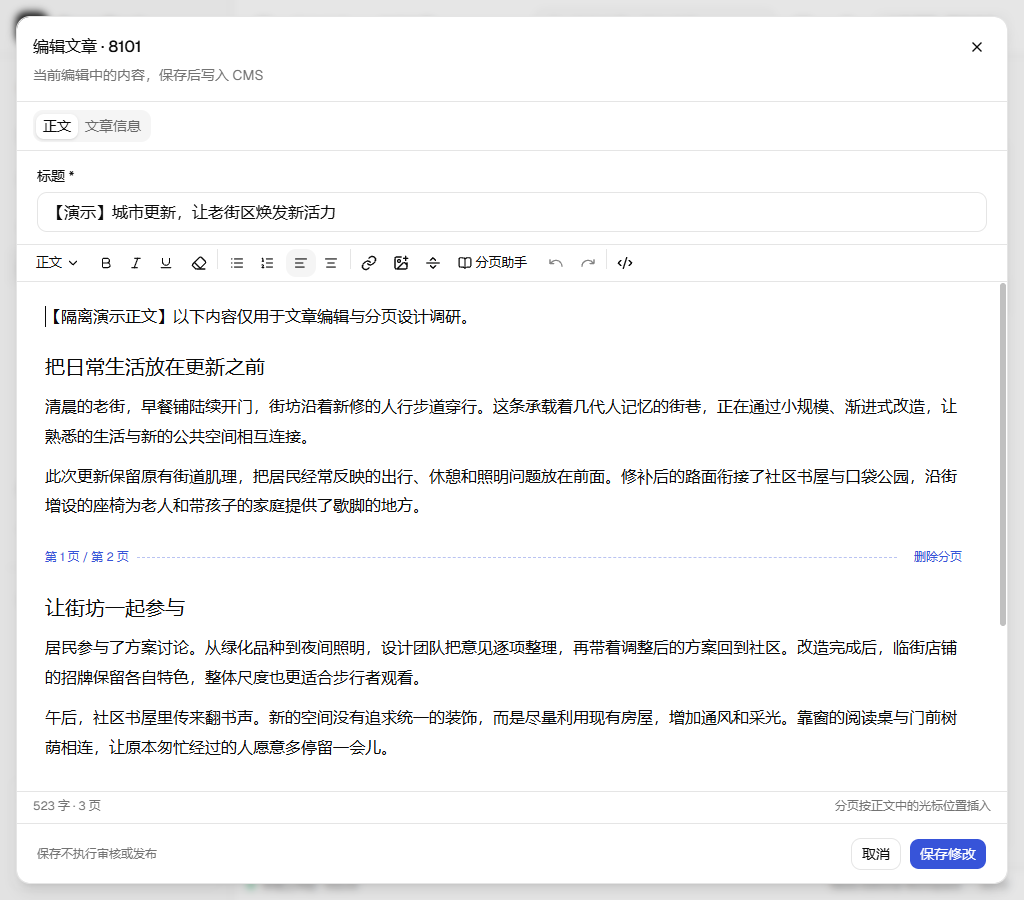 编辑文章 · 8101
当前编辑中的内容，保存后写入 CMS
正文 文章信息
标题 *
【演示】城市更新，让老街区焕发新活力
正文 B I U 分页助手 </>
【隔离演示正文】以下内容仅用于文章编辑与分页设计调研。
把日常生活放在更新之前
清晨的老街，早餐铺陆续开门，街坊沿着新修的人行步道穿行。这条承载着几代人记忆的街巷，正在通过小规模、渐进式改造，让
熟悉的生活与新的公共空间相互连接。
此次更新保留原有街道肌理，把居民经常反映的出行、休憩和照明问题放在前面。修补后的路面衔接了社区书屋与口袋公园，沿街
增设的座椅为老人和带孩子的家庭提供了歇脚的地方。
第 1 页 / 第 2 页 删除分页
让街坊一起参与
居民参与了方案讨论。从绿化品种到夜间照明，设计团队把意见逐项整理，再带着调整后的方案回到社区。改造完成后，临街店铺
的招牌保留各自特色，整体尺度也更适合步行者观看。
午后，社区书屋里传来翻书声。新的空间没有追求统一的装饰，而是尽量利用现有房屋，增加通风和采光。靠窗的阅读桌与门前树
荫相连，让原本匆忙经过的人愿意多停留一会儿。
523 字 · 3 页 分页按正文中的光标位置插入
保存不执行审核或发布 取消 保存修改